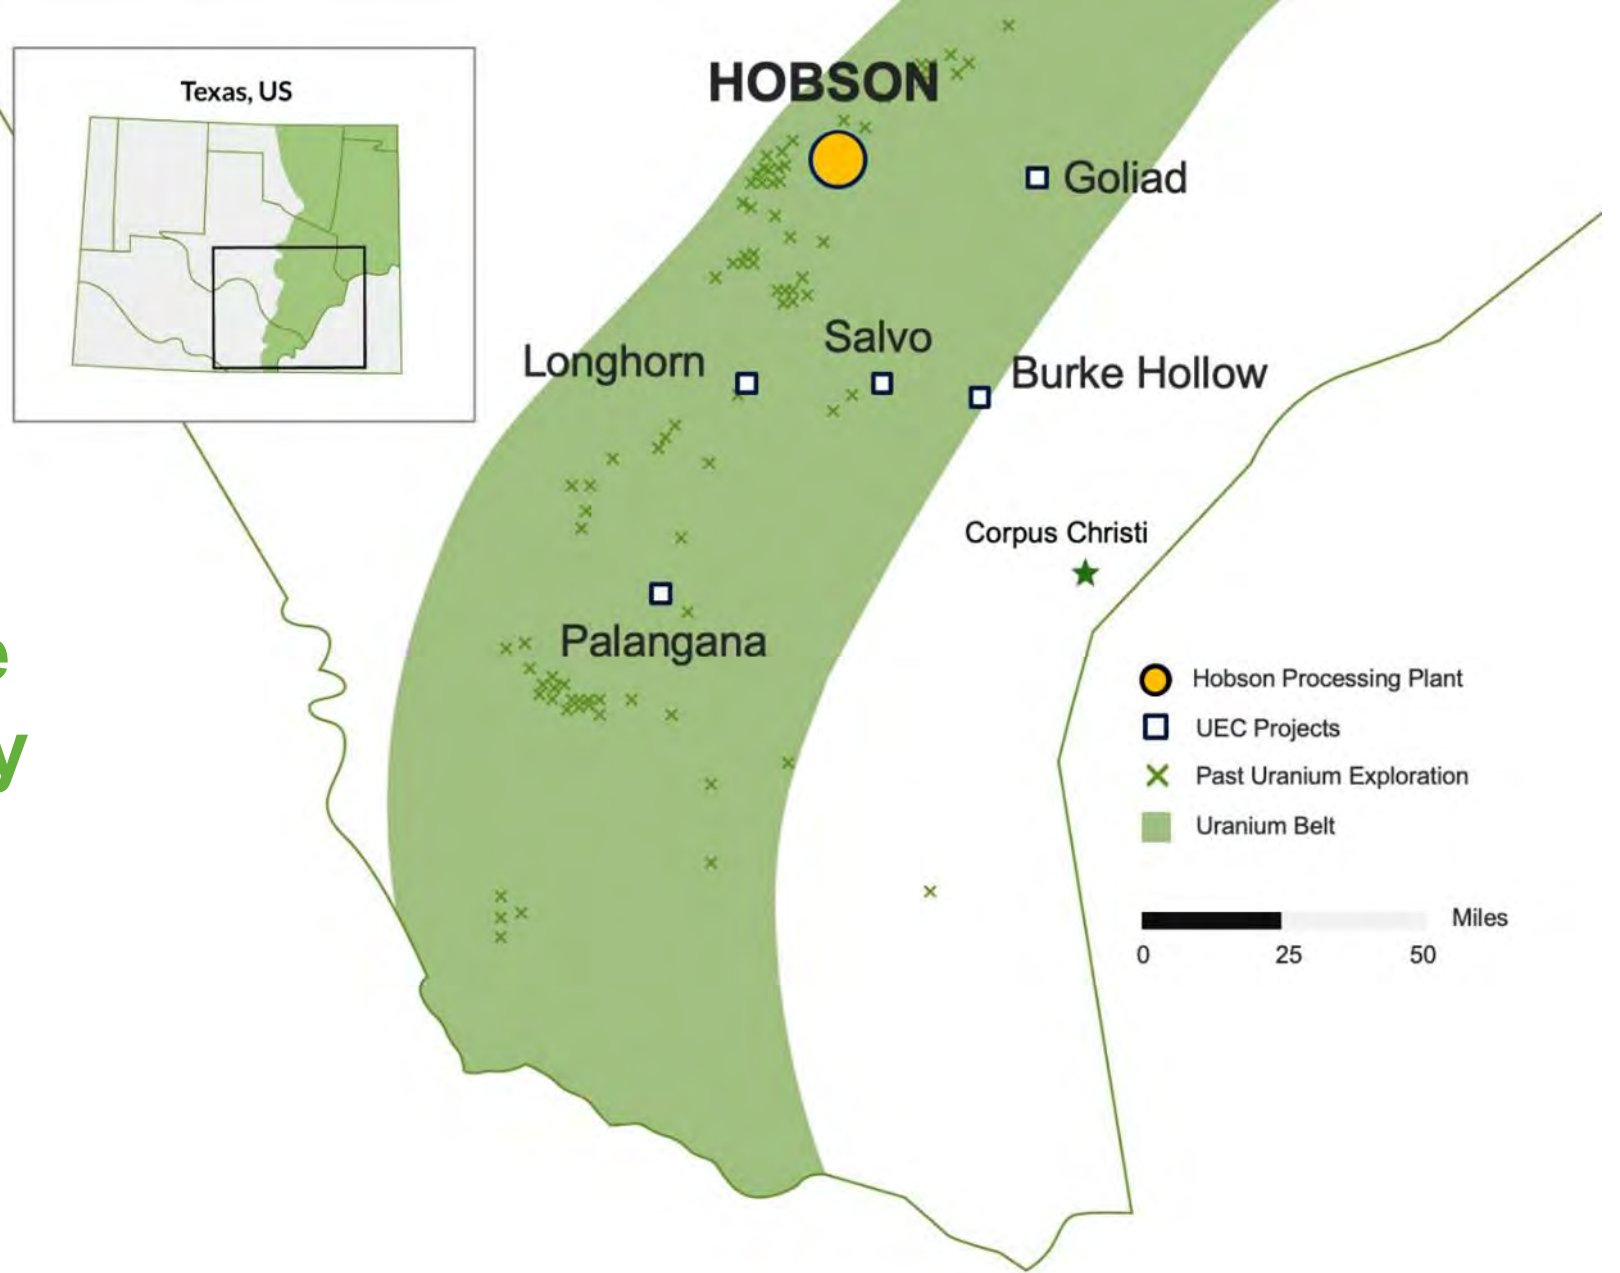 Texas, US
HOBSON
Goliad
Salvo
Longhorn
Burke Hollow
Corpus Christi
Palangana
e
y
Hobson Processing Plant
UEC Projects
Past Uranium Exploration
Uranium Belt
Miles
0 25 50